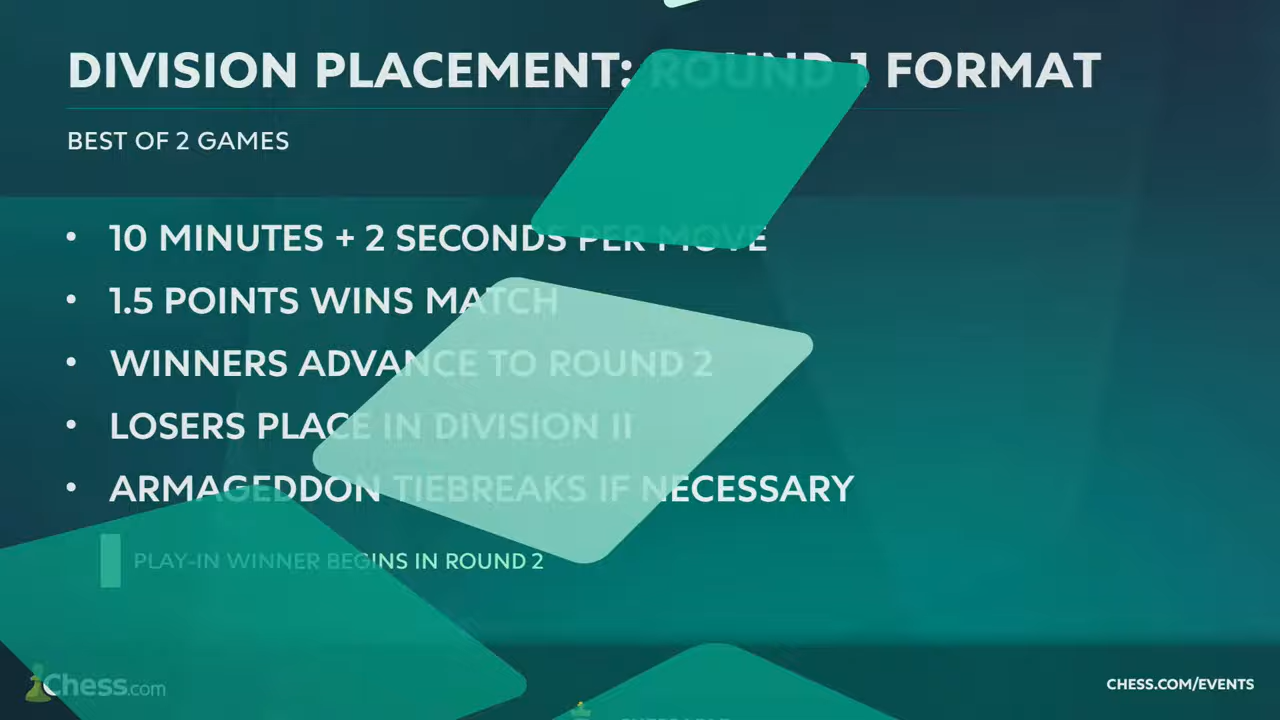 DIVISION PLACEMENT: ROUND 1 FORMAT
BEST OF 2 GAMES
• 10 MINUTES + 2 SECONDS PER MOVE
• 1.5 POINTS WINS MATCH
• WINNERS ADVANCE TO ROUND 2
• LOSERS PLACE IN DIVISION II
• ARMAGEDDON TIEBREAKS IF NECESSARY
PLAY-IN WINNER BEGINS IN ROUND 2
Chess.com
CHESS.COM/EVENTS